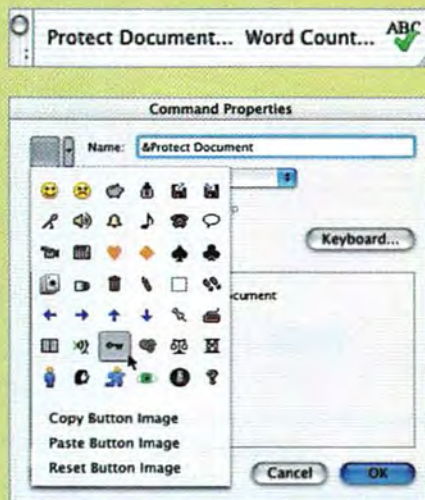 Protect Document... Word Count... ABC
Command Properties
Name: &Protect Document
Keyboard...
cument
Copy Button Image
Paste Button Image
Reset Button Image
Cancel OK